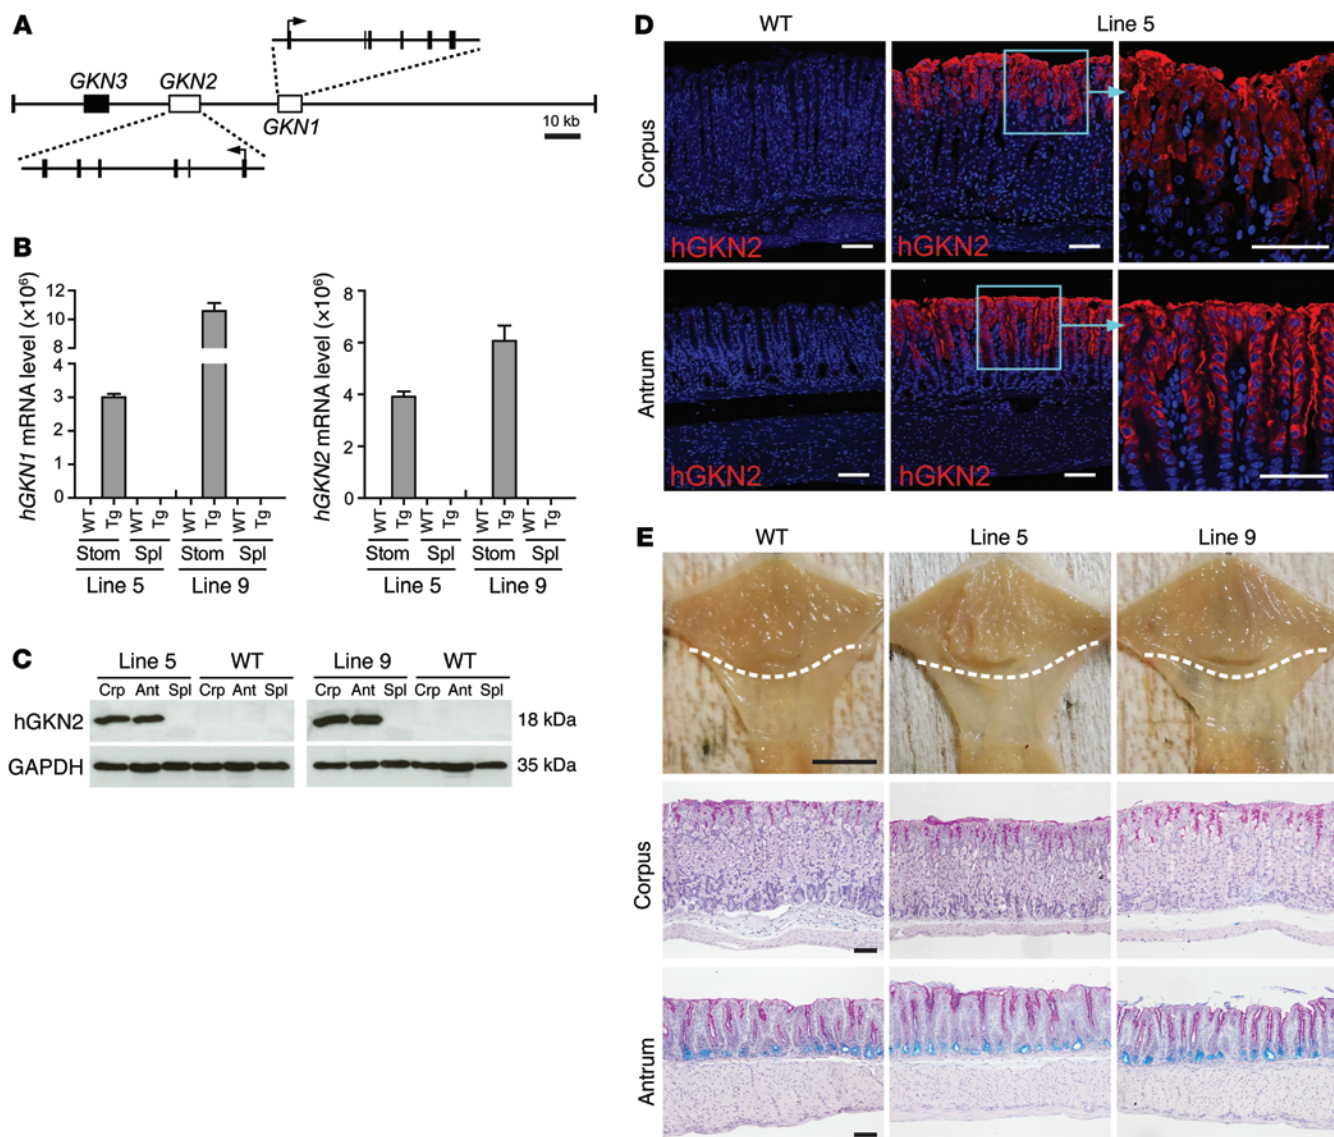 A
GKN3
GKN2
GKN1
10 kb
B
hGKN1 mRNA level (×10⁶)
12
10
8
4
3
2
1
0
WT
Tg
WT
Tg
WT
Tg
WT
Tg
Stom
Spl
Stom
Spl
Line 5
Line 9
hGKN2 mRNA level (×10⁶)
8
6
4
2
0
WT
Tg
WT
Tg
WT
Tg
WT
Tg
Stom
Spl
Stom
Spl
Line 5
Line 9
C
Line 5 WT Line 9 WT
Crp Ant Spl Crp Ant Spl Crp Ant Spl Crp Ant Spl
hGKN2 18 kDa
GAPDH 35 kDa
D
WT Line 5
Corpus
hGKN2 hGKN2
Antrum
hGKN2 hGKN2
E
WT Line 5 Line 9
Corpus
Antrum